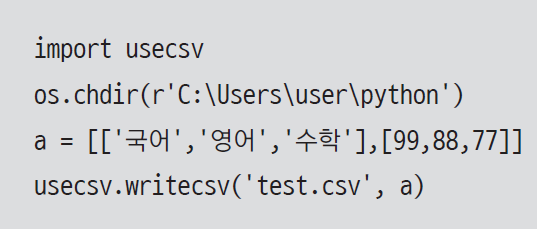 import usecsv
os.chdir(r'C:\Users\user\python')
a = [['국어','영어','수학'],[99,88,77]]
usecsv.writecsv('test.csv', a)